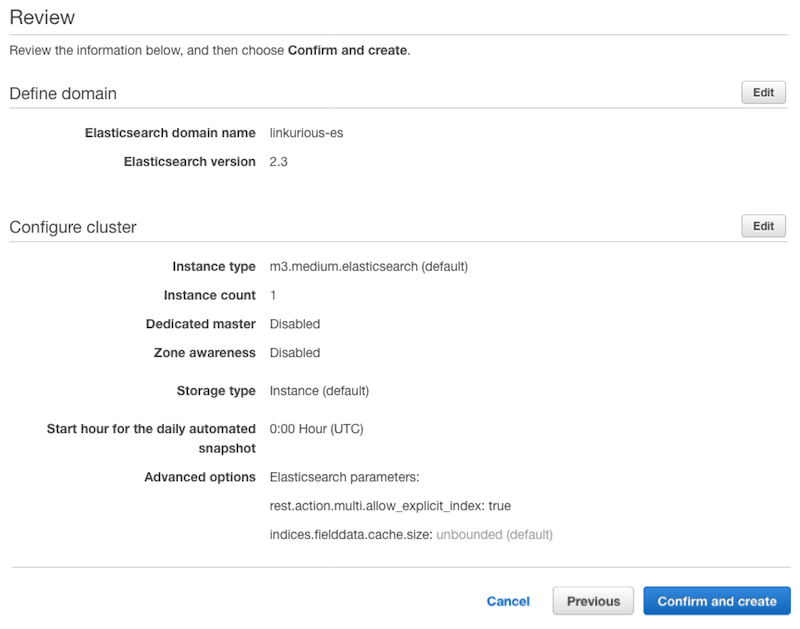 Review
Review the information below, and then choose Confirm and create.
Define domain
Edit
Elasticsearch domain name linkurious-es
Elasticsearch version 2.3
Configure cluster
Edit
Instance type m3.medium.elasticsearch (default)
Instance count 1
Dedicated master Disabled
Zone awareness Disabled
Storage type Instance (default)
Start hour for the daily automated 0:00 Hour (UTC)
snapshot
Advanced options Elasticsearch parameters:
rest.action.multi.allow_explicit_index: true
indices.fielddata.cache.size: unbounded (default)
Cancel Previous Confirm and create